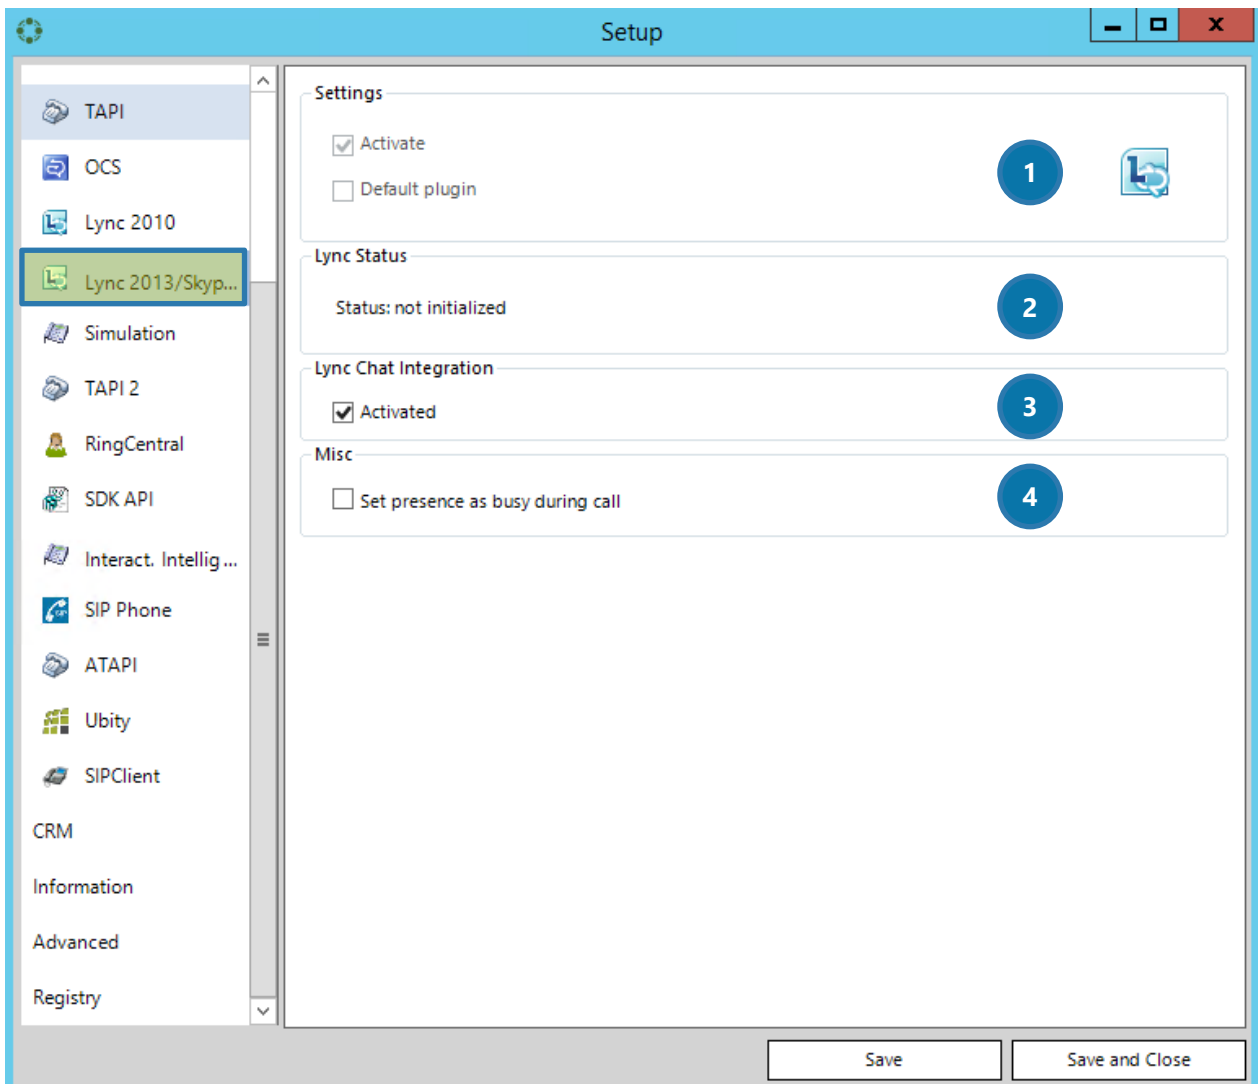 Setup
X
TAPI
OCS
Lync 2010
Lync 2013/Skyp...
Simulation
TAPI 2
RingCentral
SDK API
Interact. Intellig ...
SIP Phone
ATAPI
Ubity
SIPClient
CRM
Information
Advanced
Registry
Settings
Activate
Default plugin
1
Lync Status
Status: not initialized
2
Lync Chat Integration
Activated
3
Misc
Set presence as busy during call
4
Save
Save and Close